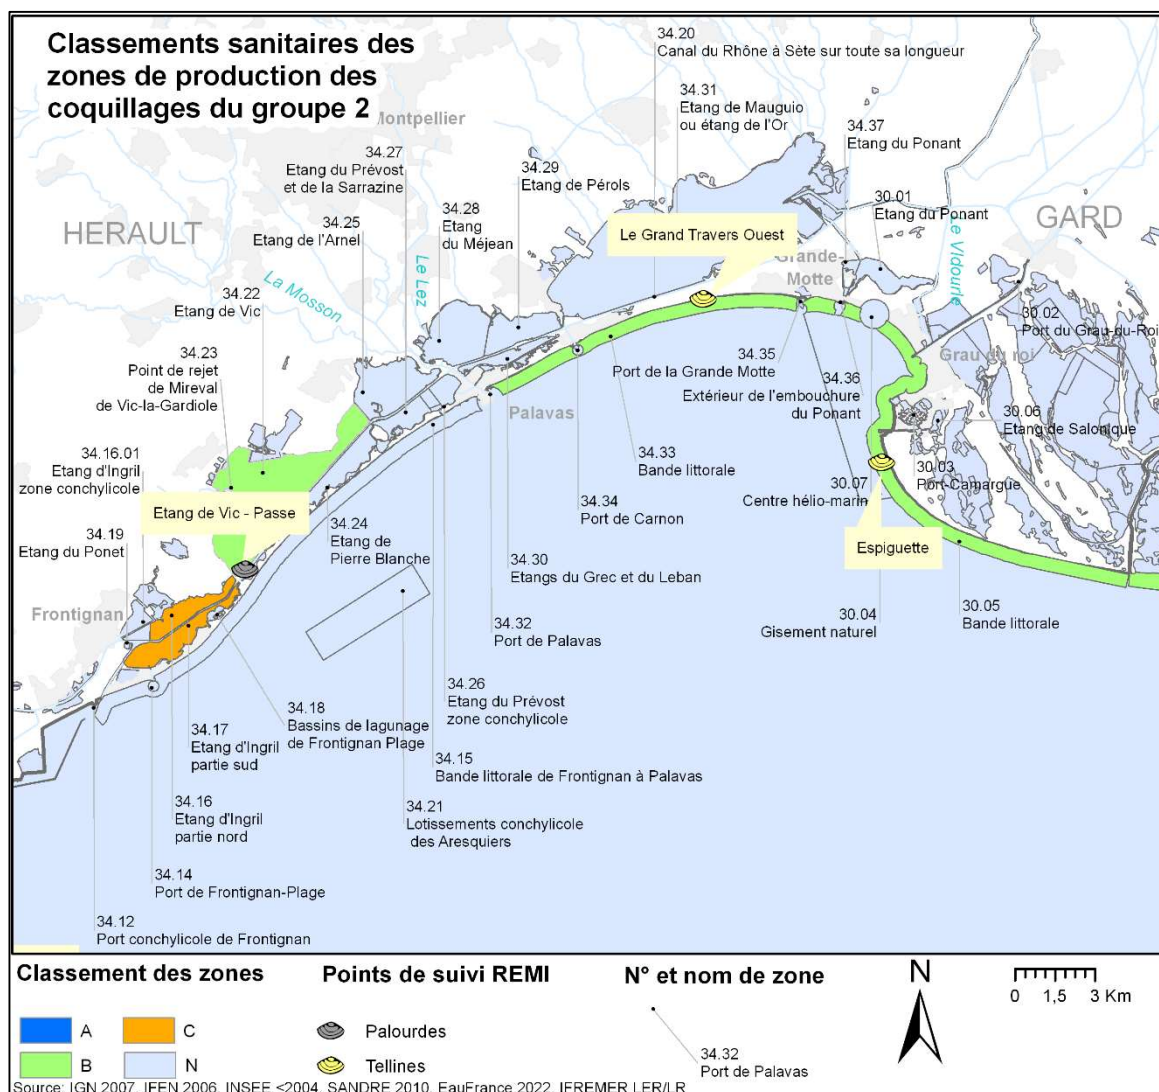 Classements sanitaires des
zones de production des
coquillages du groupe 2
34.20
Canal du Rhône à Sète sur toute sa longueur
34.31
Etang de Mauguio
ou étang de l'Or
34.37
Etang du Ponant
Montpellier
34.27
Etang du Prévost
et de la Sarrazine
34.29
Etang de Pérols
34.28
Etang
du Méjean
30.01
Etang du Ponant
HERAULT
GARD
34.25
Etang de l'Arnel
Le Grand Travers Ouest
Grande-
Motte
Le Vidourle
La Mosson
Le Lez
34.22
Etang de Vic
30.02
Port du Grau-du-Roi
34.23
Point de rejet
de Mireval
de Vic-la-Gardiole
34.35
Port de la Grande Motte
Grau du roi
34.36
Extérieur de l'embouchure
du Ponant
Palavas
30.06
Etang de Salonique
34.16.01
Etang d'Ingril
zone conchylicole
34.33
Bande littorale
30.03
Port-Camargue
30.07
Centre hélio-marin
Etang de Vic - Passe
34.34
Port de Carnon
34.24
Etang de
Pierre Blanche
34.19
Etang du Ponet
Espiguette
34.30
Etangs du Grec et du Leban
Frontignan
34.32
Port de Palavas
30.04
Gisement naturel
30.05
Bande littorale
34.26
Etang du Prévost
zone conchylicole
34.18
Bassins de lagunage
de Frontignan Plage
34.17
Etang d'Ingril
partie sud
34.15
Bande littorale de Frontignan à Palavas
34.16
Etang d'Ingril
partie nord
34.21
Lotissements conchylicole
des Aresquiers
34.14
Port de Frontignan-Plage
34.12
Port conchylicole de Frontignan
Classement des zones
A
C
B
N
Points de suivi REMI
Palourdes
Tellines
N° et nom de zone
34.32
Port de Palavas
N
0 1,5 3 Km
Source: IGN 2007, IFEN 2006, INSEE <2004, SANDRE 2010, EauFrance 2022, IFREMER LER/LR